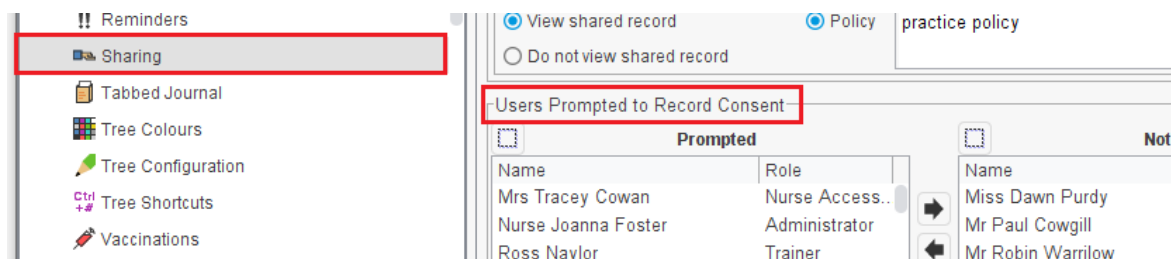 Reminders
Sharing
Tabbed Journal
Tree Colours
Tree Configuration
Ctrl +# Tree Shortcuts
Vaccinations
View shared record
Policy
practice policy
Do not view shared record
Users Prompted to Record Consent
Prompted
Not
Name Role
Name
Mrs Tracey Cowan Nurse Access..
Miss Dawn Purdy
Nurse Joanna Foster Administrator
Mr Paul Cowgill
Ross Naylor Trainer
Mr Robin Warrilow